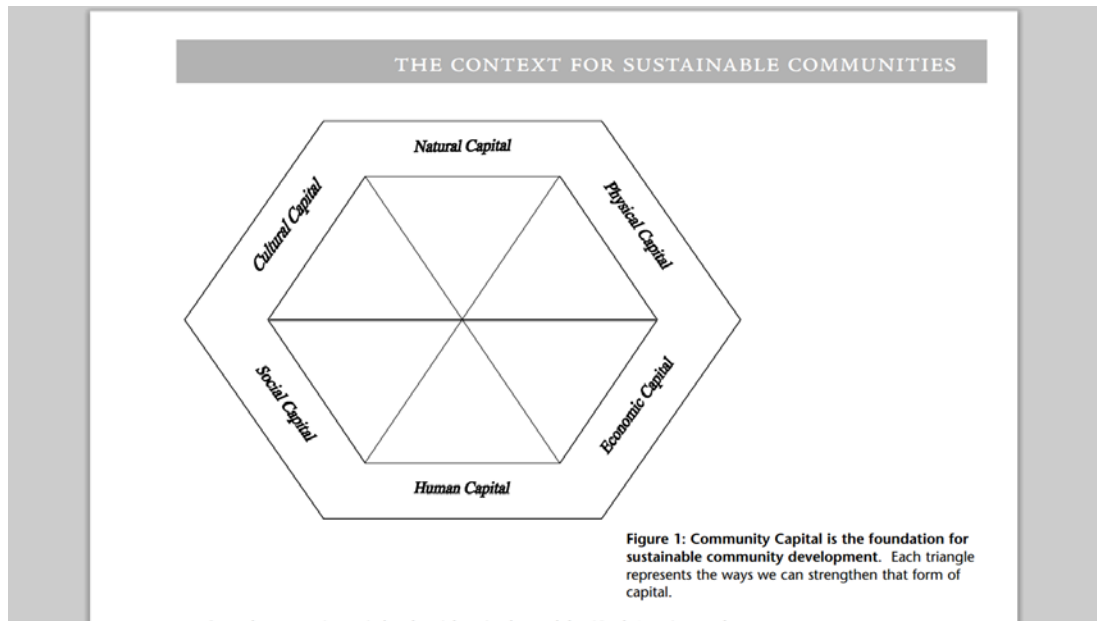 THE CONTEXT FOR SUSTAINABLE COMMUNITIES
Natural Capital
Cultural Capital
Physical Capital
Social Capital
Economic Capital
Human Capital
Figure 1: Community Capital is the foundation for
sustainable community development. Each triangle
represents the ways we can strengthen that form of
capital.